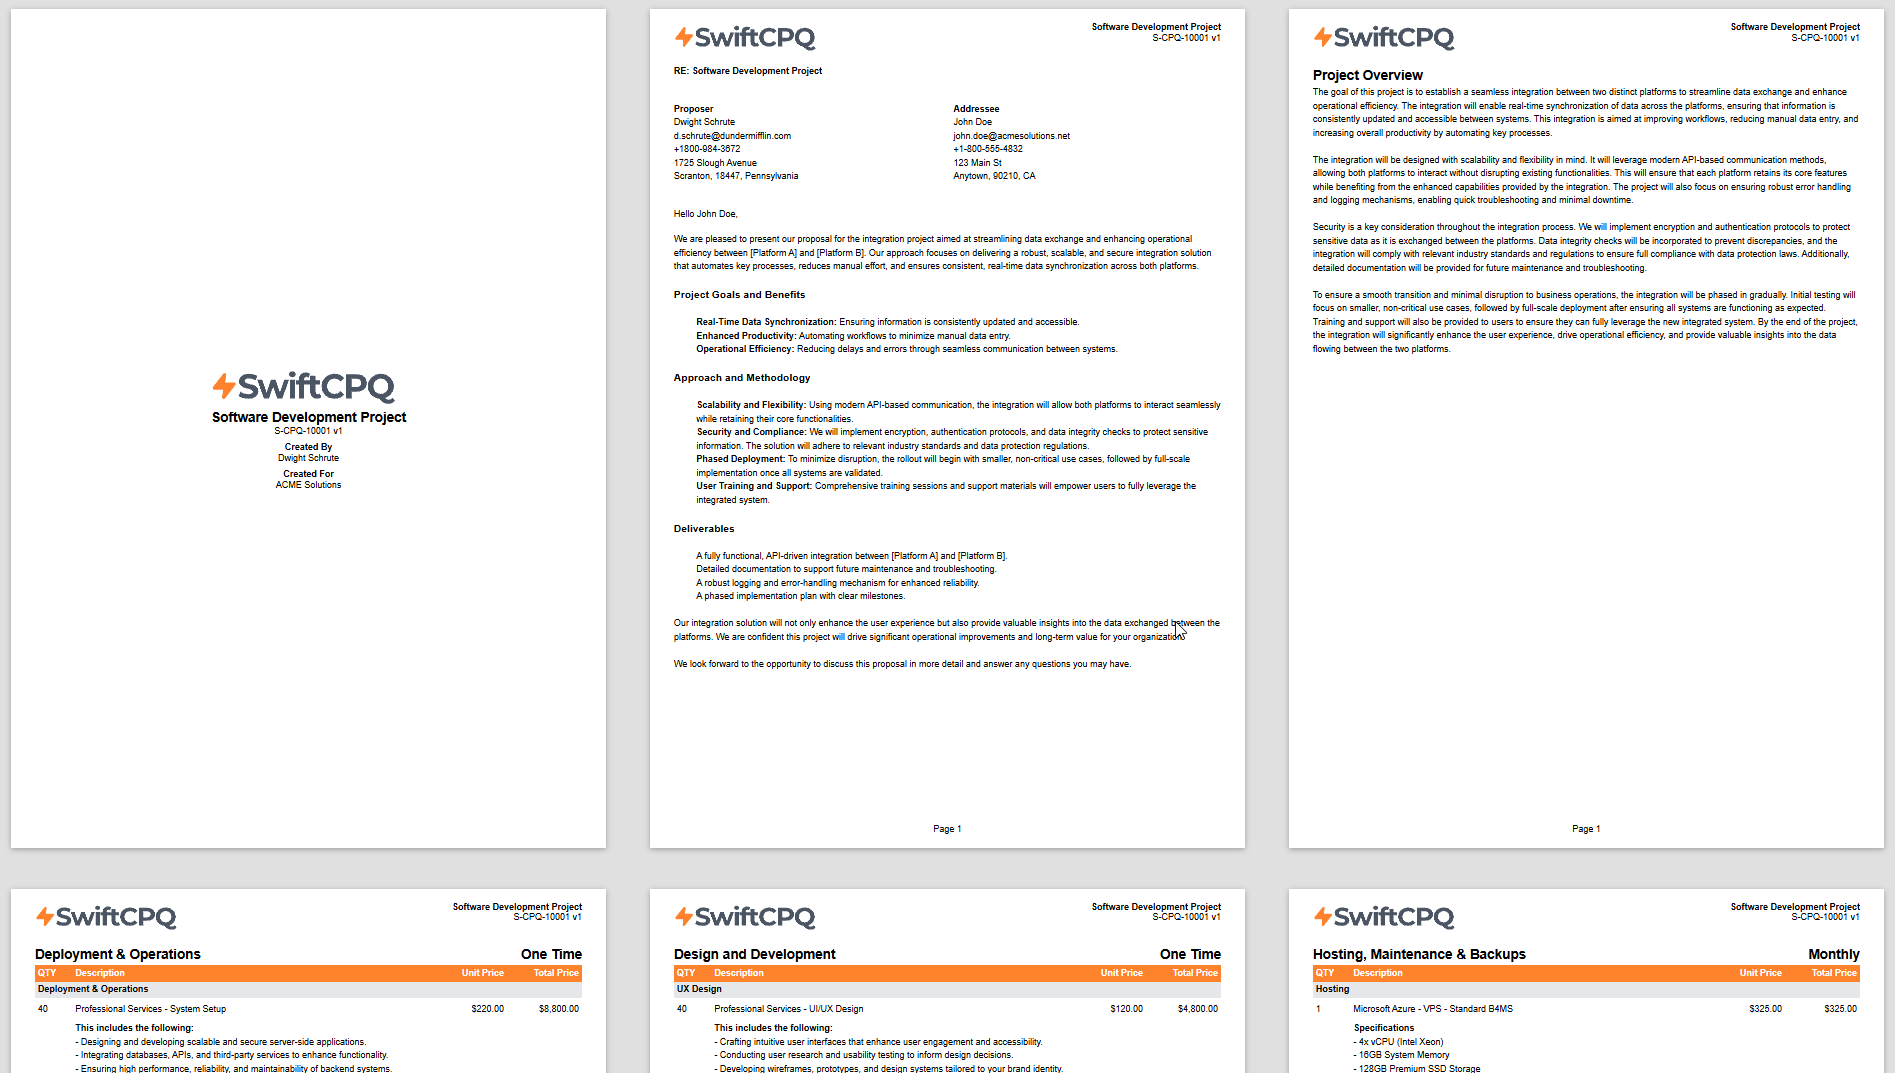 SwiftCPQ
Software Development Project
S-CPQ-10001 v1
Created By
Dwight Schrute
Created For
ACME Solutions
SwiftCPQ
Software Development Project
S-CPQ-10001 v1
RE: Software Development Project
Proposer
Dwight Schrute
d.schrute@dundermifflin.com
+1800-984-3672
1725 Slough Avenue
Scranton, 18447, Pennsylvania
Addressee
John Doe
john.doe@acmesolutions.net
+1-800-555-4832
123 Main St
Anytown, 90210, CA
Hello John Doe,
We are pleased to present our proposal for the integration project aimed at streamlining data exchange and enhancing operational
efficiency between [Platform A] and [Platform B]. Our approach focuses on delivering a robust, scalable, and secure integration solution
that automates key processes, reduces manual effort, and ensures consistent, real-time data synchronization across both platforms.
Project Goals and Benefits
Real-Time Data Synchronization: Ensuring information is consistently updated and accessible.
Enhanced Productivity: Automating workflows to minimize manual data entry.
Operational Efficiency: Reducing delays and errors through seamless communication between systems.
Approach and Methodology
Scalability and Flexibility: Using modern API-based communication, the integration will allow both platforms to interact seamlessly
while retaining their core functionalities.
Security and Compliance: We will implement encryption, authentication protocols, and data integrity checks to protect sensitive
information. The solution will adhere to relevant industry standards and data protection regulations.
Phased Deployment: To minimize disruption, the rollout will begin with smaller, non-critical use cases, followed by full-scale
implementation once all systems are validated.
User Training and Support: Comprehensive training sessions and support materials will empower users to fully leverage the
integrated system.
Deliverables
A fully functional, API-driven integration between [Platform A] and [Platform B].
Detailed documentation to support future maintenance and troubleshooting.
A robust logging and error-handling mechanism for enhanced reliability.
A phased implementation plan with clear milestones.
Our integration solution will not only enhance the user experience but also provide valuable insights into the data exchanged between the
platforms. We are confident this project will drive significant operational improvements and long-term value for your organization.
We look forward to the opportunity to discuss this proposal in more detail and answer any questions you may have.
Page 1
SwiftCPQ
Software Development Project
S-CPQ-10001 v1
Project Overview
The goal of this project is to establish a seamless integration between two distinct platforms to streamline data exchange and enhance
operational efficiency. The integration will enable real-time synchronization of data across the platforms, ensuring that information is
consistently updated and accessible between systems. This integration is aimed at improving workflows, reducing manual data entry, and
increasing overall productivity by automating key processes.
The integration will be designed with scalability and flexibility in mind. It will leverage modern API-based communication methods,
allowing both platforms to interact without disrupting existing functionalities. This will ensure that each platform retains its core features
while benefiting from the enhanced capabilities provided by the integration. The project will also focus on ensuring robust error handling
and logging mechanisms, enabling quick troubleshooting and minimal downtime.
Security is a key consideration throughout the integration process. We will implement encryption and authentication protocols to protect
sensitive data as it is exchanged between the platforms. Data integrity checks will be incorporated to prevent discrepancies, and the
integration will comply with relevant industry standards and regulations to ensure full compliance with data protection laws. Additionally,
detailed documentation will be provided for future maintenance and troubleshooting.
To ensure a smooth transition and minimal disruption to business operations, the integration will be phased in gradually. Initial testing will
focus on smaller, non-critical use cases, followed by full-scale deployment after ensuring all systems are functioning as expected.
Training and support will also be provided to users to ensure they can fully leverage the new integrated system. By the end of the project,
the integration will significantly enhance the user experience, drive operational efficiency, and provide valuable insights into the data
flowing between the two platforms.
Page 1
SwiftCPQ
Software Development Project
S-CPQ-10001 v1
Deployment & Operations One Time
QTY Description Unit Price Total Price
Deployment & Operations
40 Professional Services - System Setup $220.00 $8,800.00
This includes the following:
- Designing and developing scalable and secure server-side applications.
- Integrating databases, APIs, and third-party services to enhance functionality.
- Ensuring high performance, reliability, and maintainability of backend systems.
SwiftCPQ
Software Development Project
S-CPQ-10001 v1
Design and Development One Time
QTY Description Unit Price Total Price
UX Design
40 Professional Services - UI/UX Design $120.00 $4,800.00
This includes the following:
- Crafting intuitive user interfaces that enhance user engagement and accessibility.
- Conducting user research and usability testing to inform design decisions.
- Developing wireframes, prototypes, and design systems tailored to your brand identity.
SwiftCPQ
Software Development Project
S-CPQ-10001 v1
Hosting, Maintenance & Backups Monthly
QTY Description Unit Price Total Price
Hosting
1 Microsoft Azure - VPS - Standard B4MS $325.00 $325.00
Specifications
- 4x vCPU (Intel Xeon)
- 16GB System Memory
- 128GB Premium SSD Storage